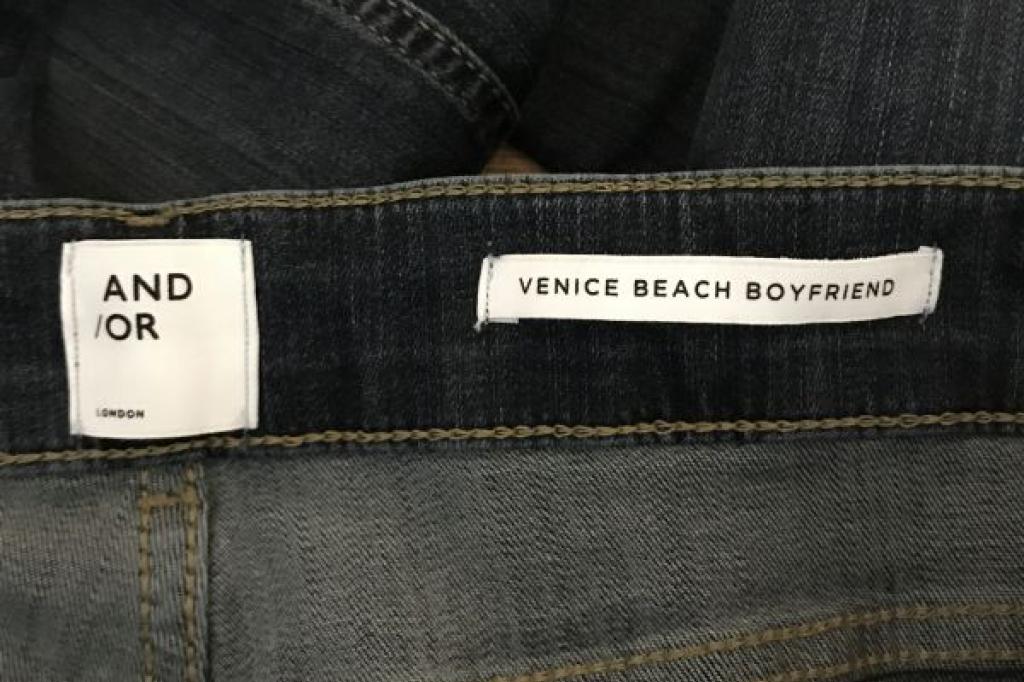 AND
/OR
LONDON
VENICE BEACH BOYFRIEND